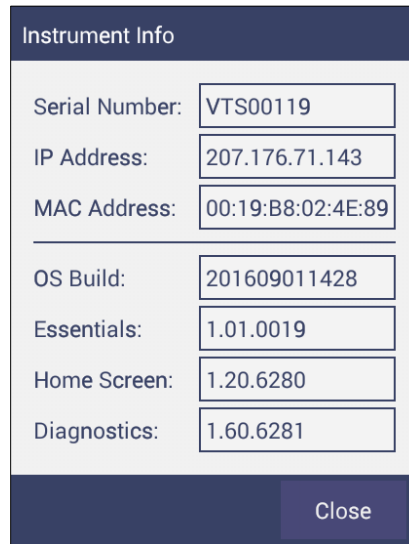 Instrument Info
Serial Number: VTS00119
IP Address: 207.176.71.143
MAC Address: 00:19:B8:02:4E:89
OS Build: 201609011428
Essentials: 1.01.0019
Home Screen: 1.20.6280
Diagnostics: 1.60.6281
Close